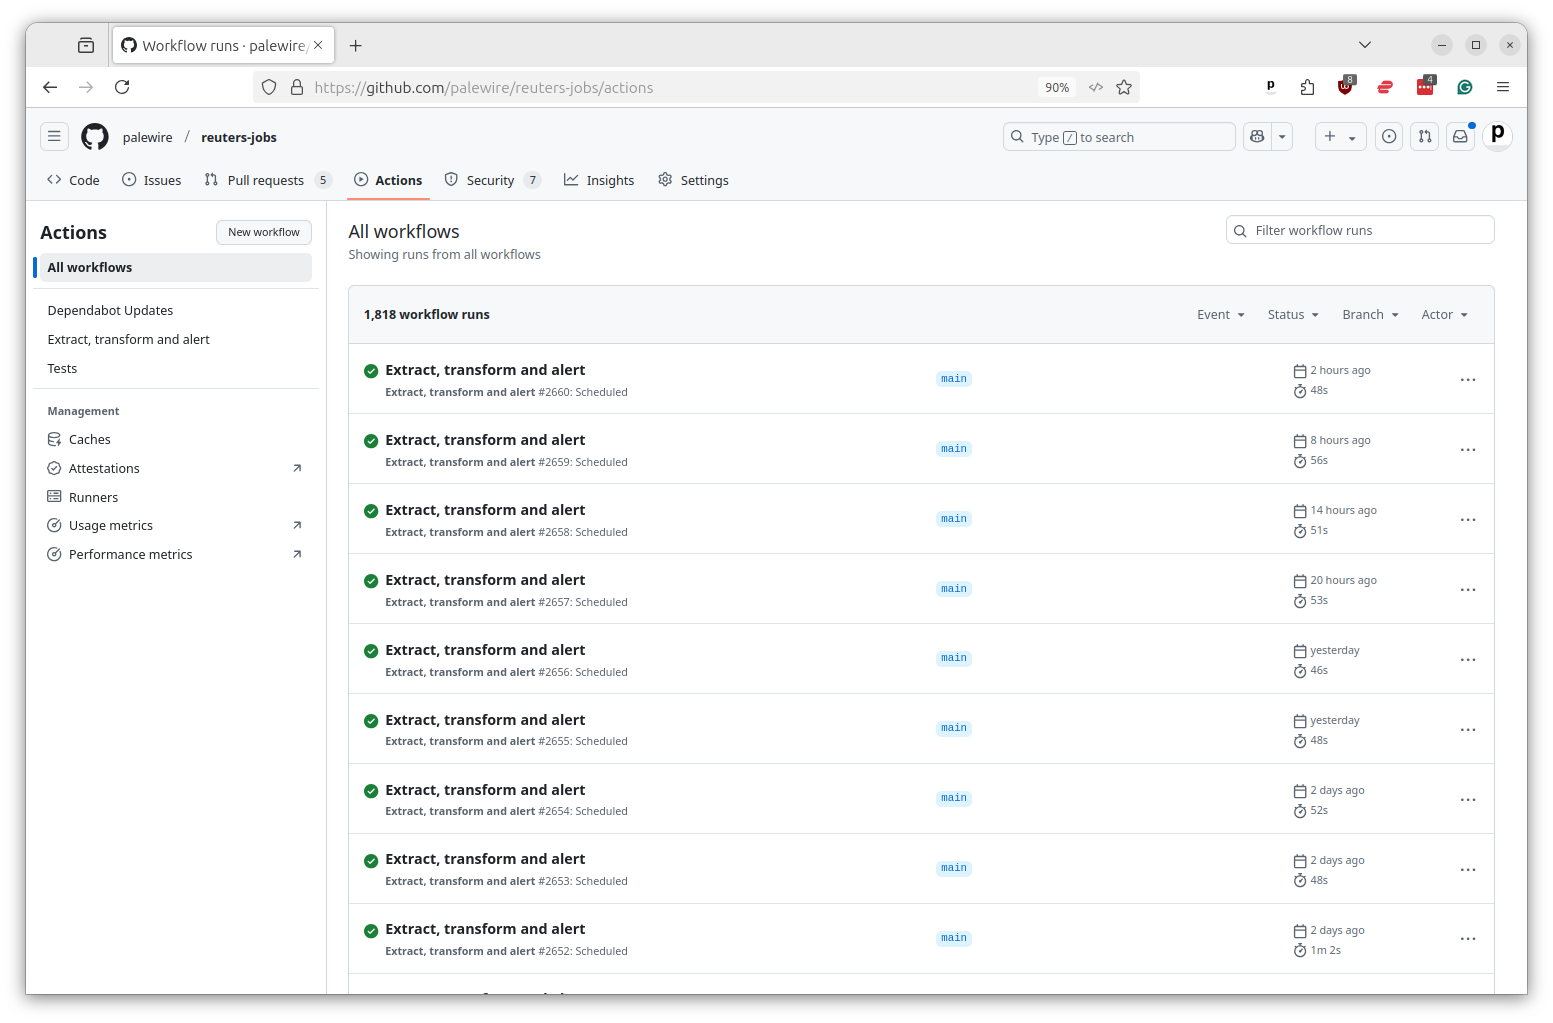 Workflow runs · palewire/
https://github.com/palewire/reuters-jobs/actions
90%
p
8
4
palewire / reuters-jobs
Type / to search
p
Code
Issues
Pull requests 5
Actions
Security 7
Insights
Settings
Actions
New workflow
All workflows
Dependabot Updates
Extract, transform and alert
Tests
Management
Caches
Attestations
Runners
Usage metrics
Performance metrics
All workflows
Showing runs from all workflows
Filter workflow runs
1,818 workflow runs
Event
Status
Branch
Actor
Extract, transform and alert
Extract, transform and alert #2660: Scheduled
main
2 hours ago
48s
Extract, transform and alert
Extract, transform and alert #2659: Scheduled
main
8 hours ago
56s
Extract, transform and alert
Extract, transform and alert #2658: Scheduled
main
14 hours ago
51s
Extract, transform and alert
Extract, transform and alert #2657: Scheduled
main
20 hours ago
53s
Extract, transform and alert
Extract, transform and alert #2656: Scheduled
main
yesterday
46s
Extract, transform and alert
Extract, transform and alert #2655: Scheduled
main
yesterday
48s
Extract, transform and alert
Extract, transform and alert #2654: Scheduled
main
2 days ago
52s
Extract, transform and alert
Extract, transform and alert #2653: Scheduled
main
2 days ago
48s
Extract, transform and alert
Extract, transform and alert #2652: Scheduled
main
2 days ago
1m 2s